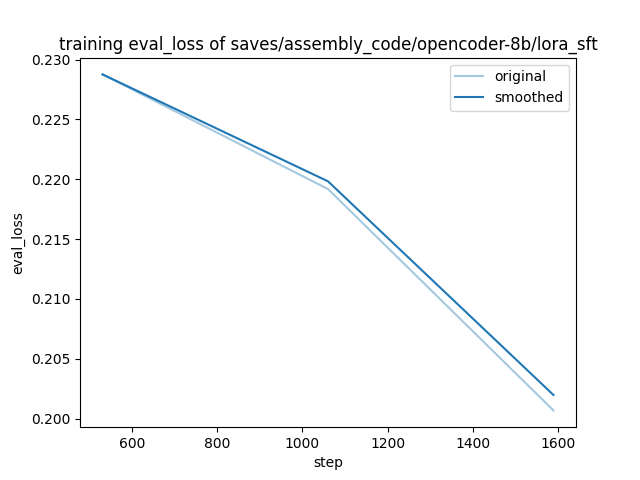 training eval_loss of saves/assembly_code/opencoder-8b/lora_sft
original
smoothed
eval_loss
0.230
0.225
0.220
0.215
0.210
0.205
0.200
600 800 1000 1200 1400 1600
step